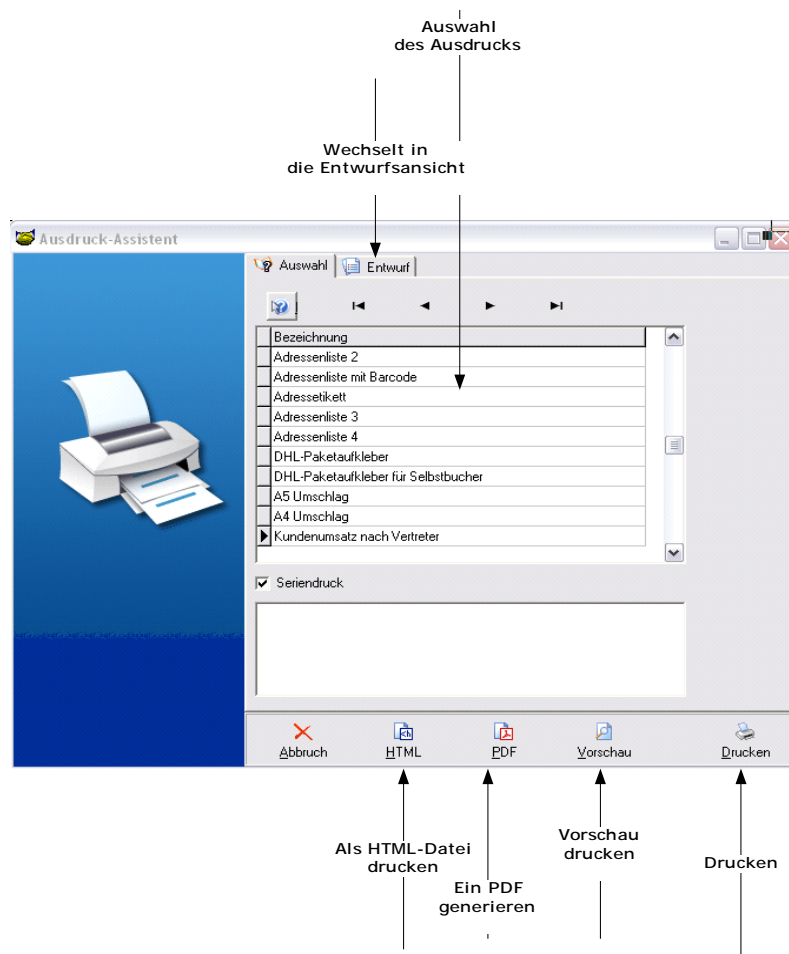 Auswahl
des Ausdrucks
Wechselt in
die Entwurfsansicht
Ausdruck-Assistent
Auswahl
Entwurf
Bezeichnung
Adressenliste 2
Adressenliste mit Barcode
Adressetikett
Adressenliste 3
Adressenliste 4
DHL-Paketaufkleber
DHL-Paketaufkleber für Selbstbucher
A5 Umschlag
A4 Umschlag
Kundenumsatz nach Vertreter
Seriendruck
Abbruch
HTML
PDF
Vorschau
Drucken
Als HTML-Datei
drucken
Ein PDF
generieren
Vorschau
drucken
Drucken